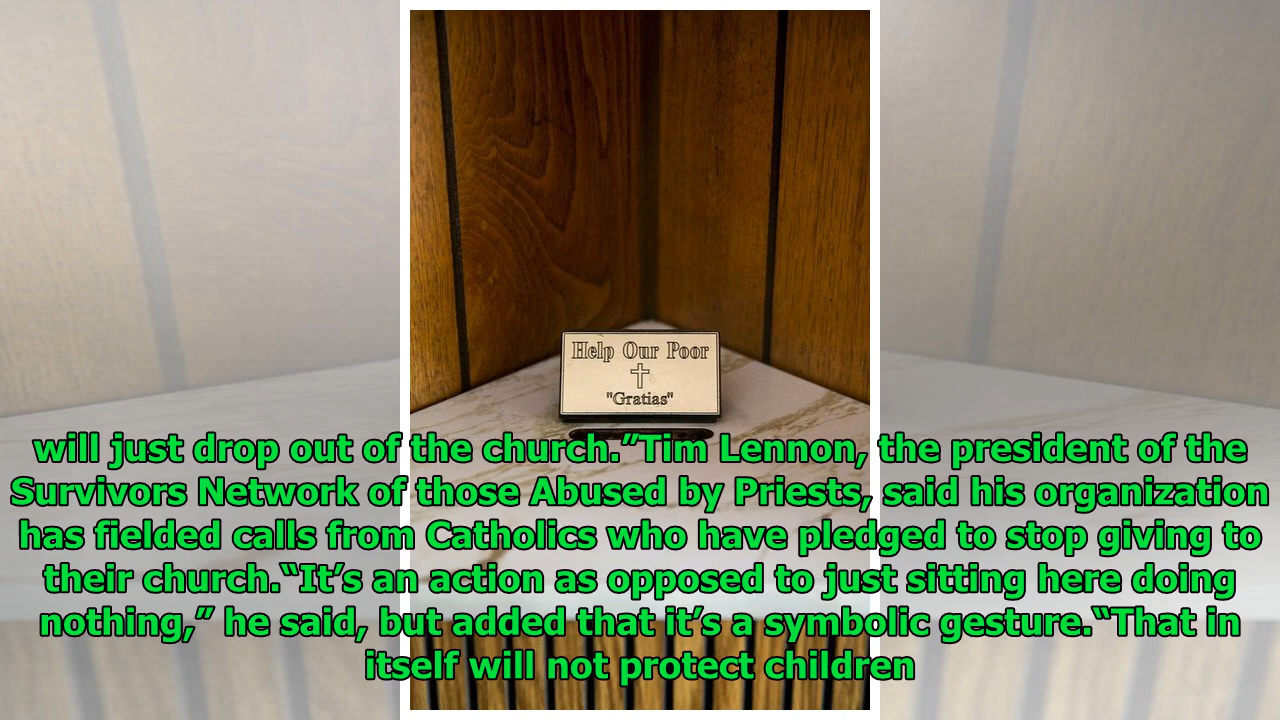 Help Our Poor
"Gratias"
will just drop out of the church.”Tim Lennon, the president of the
Survivors Network of those Abused by Priests, said his organization
has fielded calls from Catholics who have pledged to stop giving to
their church.“It’s an action as opposed to just sitting here doing
nothing,” he said, but added that it’s a symbolic gesture.“That in
itself will not protect children